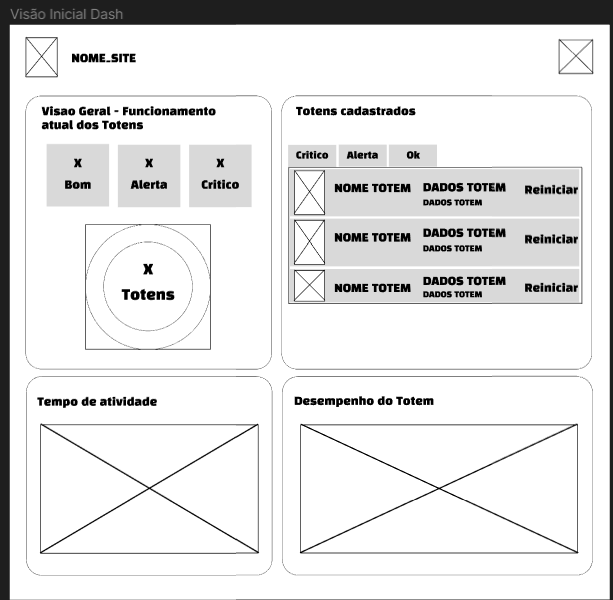 Visão Inicial Dash
NOME_SITE
Visao Geral - Funcionamento
atual dos Totens
X
Bom
X
Alerta
X
Critico
X
Totens
Totens cadastrados
Critico
Alerta
Ok
NOME TOTEM
DADOS TOTEM
DADOS TOTEM
Reiniciar
NOME TOTEM
DADOS TOTEM
DADOS TOTEM
Reiniciar
NOME TOTEM
DADOS TOTEM
DADOS TOTEM
Reiniciar
Tempo de atividade
Desempenho do Totem